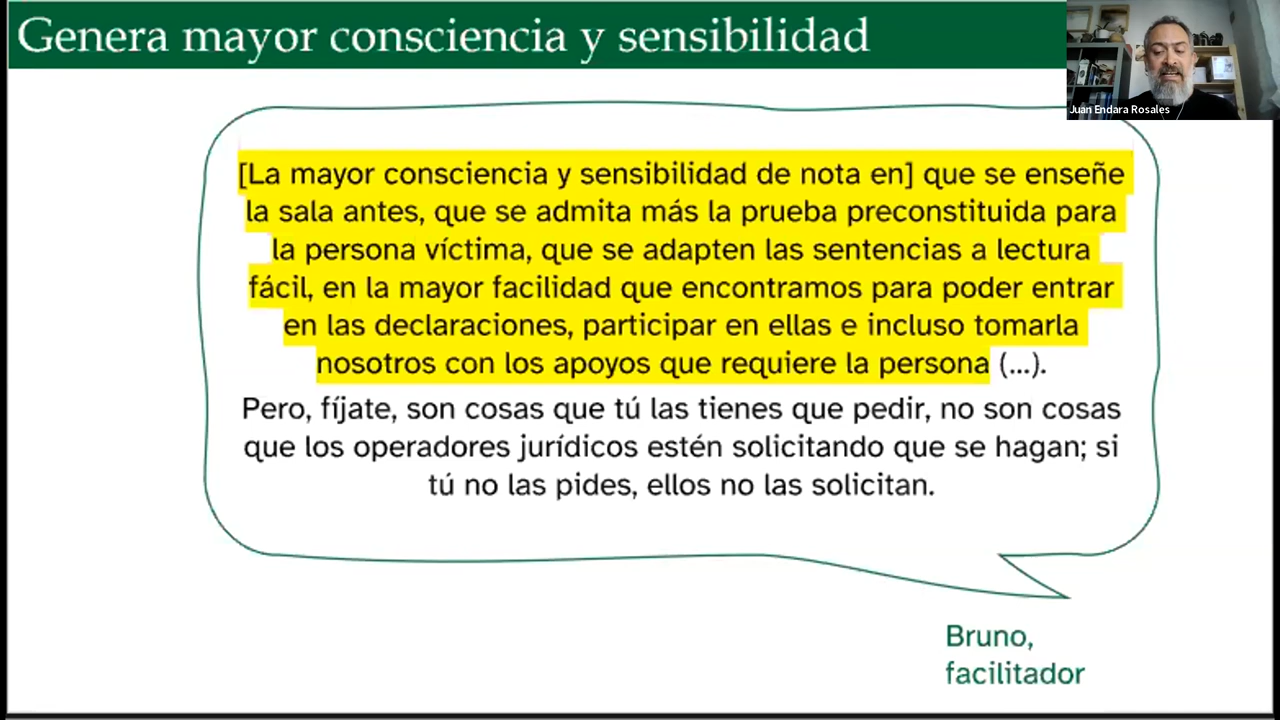 Genera mayor consciencia y sensibilidad
Juan Endara Rosales
[La mayor consciencia y sensibilidad de nota en] que se enseñe
la sala antes, que se admita más la prueba preconstituida para
la persona víctima, que se adapten las sentencias a lectura
fácil, en la mayor facilidad que encontramos para poder entrar
en las declaraciones, participar en ellas e incluso tomarla
nosotros con los apoyos que requiere la persona (...).
Pero, fíjate, son cosas que tú las tienes que pedir, no son cosas
que los operadores jurídicos estén solicitando que se hagan; si
tú no las pides, ellos no las solicitan.
Bruno,
facilitador